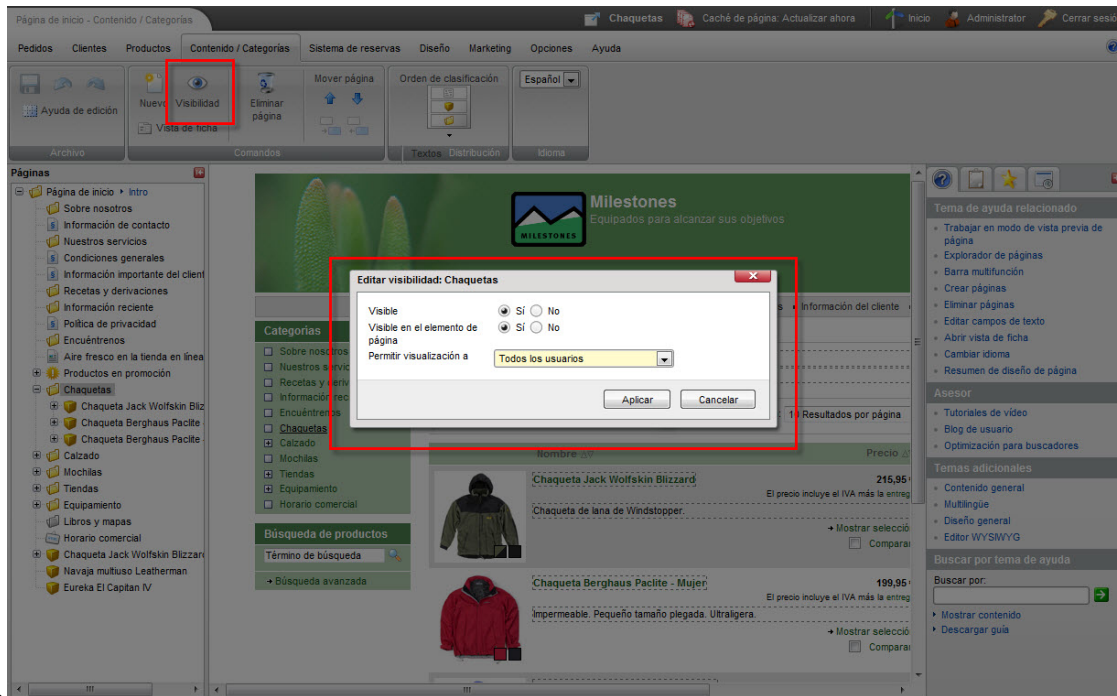 Página de inicio - Contenido / Categorías
Chaquetas
Caché de página: Actualizar ahora
Inicio
Administrator
Cerrar sesió
Pedidos Clientes Productos Contenido / Categorías Sistema de reservas Diseño Marketing Opciones Ayuda
Ayuda de edición
Archivo
Nuevo
Visibilidad
Vista de ficha
Eliminar
página
Comandos
Mover página
Orden de clasificación
Textos Distribución
Español
Idioma
Páginas
Página de inicio Intro
Sobre nosotros
Información de contacto
Nuestros servicios
Condiciones generales
Información importante del client
Recetas y derivaciones
Información reciente
Política de privacidad
Encuéntrenos
Aire fresco en la tienda en línea
Productos en promoción
Chaquetas
Chaqueta Jack Wolfskin Bliz
Chaqueta Berghaus Paclite
Chaqueta Berghaus Paclite
Calzado
Mochilas
Tiendas
Equipamiento
Libros y mapas
Horario comercial
Chaqueta Jack Wolfskin Blizzard
Navaja multiuso Leatherman
Eureka El Capitan IV
MILESTONES
Milestones
Equipados para alcanzar sus objetivos
Información del cliente
Categorías
Sobre nosotros
Nuestros servic
Recetas y deriv
Información rec
Encuéntrenos
Chaquetas
Calzado
Mochilas
Tiendas
Equipamiento
Horario comercial
Búsqueda de productos
Término de búsqueda
Búsqueda avanzada
Editar visibilidad: Chaquetas
Visible Sí No
Visible en el elemento de
página
Sí No
Permitir visualización a Todos los usuarios
Aplicar Cancelar
10 Resultados por página
Nombre Precio
Chaqueta Jack Wolfskin Blizzard 215,95
El precio incluye el IVA más la entreg
Chaqueta de lana de Windstopper.
Mostrar selecció
Compara
Chaqueta Berghaus Paclite - Mujer 199,95
El precio incluye el IVA más la entreg
Impermeable. Pequeño tamaño plegada. Ultraligera.
Mostrar selecció
Compara
Tema de ayuda relacionado
Trabajar en modo de vista previa de
página
Explorador de páginas
Barra multifunción
Crear páginas
Eliminar páginas
Editar campos de texto
Abrir vista de ficha
Cambiar idioma
Resumen de diseño de página
Asesor
Tutoriales de vídeo
Blog de usuario
Optimización para buscadores
Temas adicionales
Contenido general
Multilingüe
Diseño general
Editor WYSIWYG
Buscar por tema de ayuda
Buscar por:
Mostrar contenido
Descargar guía